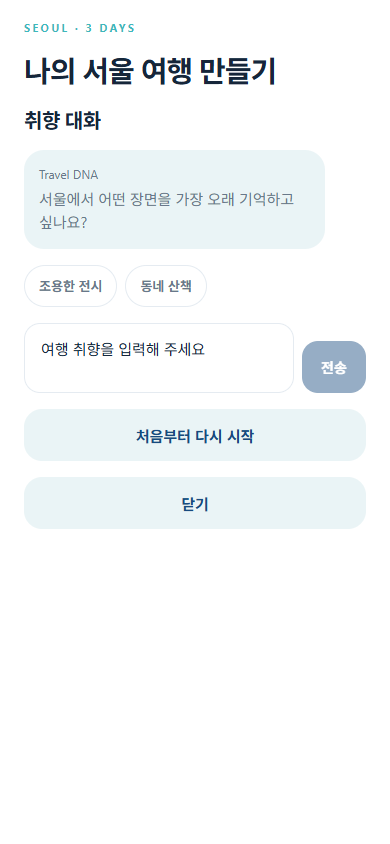 SEOUL · 3 DAYS
나의 서울 여행 만들기
취향 대화
Travel DNA
서울에서 어떤 장면을 가장 오래 기억하고
싶나요?
조용한 전시
동네 산책
여행 취향을 입력해 주세요
전송
처음부터 다시 시작
닫기